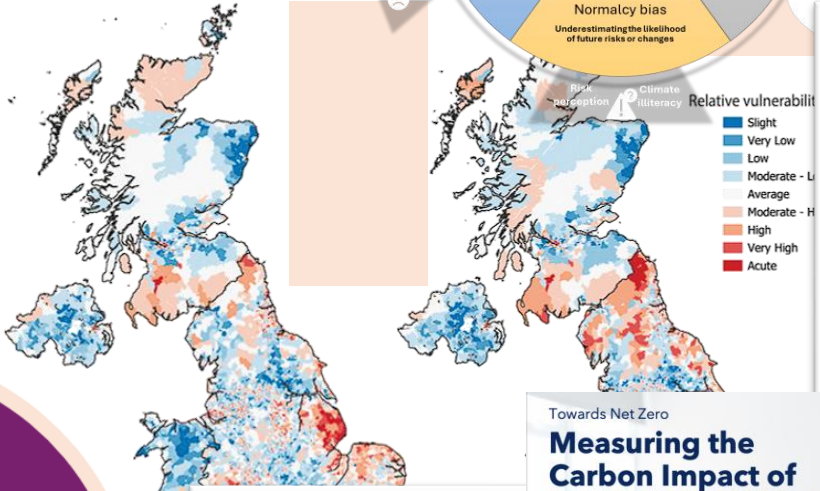 Normalcy bias
Underestimating the likelihood
of future risks or changes
Risk
perception
Climate
illiteracy
Relative vulnerabilit
Slight
Very Low
Low
Moderate - L
Average
Moderate - H
High
Very High
Acute
Towards Net Zero
Measuring the
Carbon Impact of